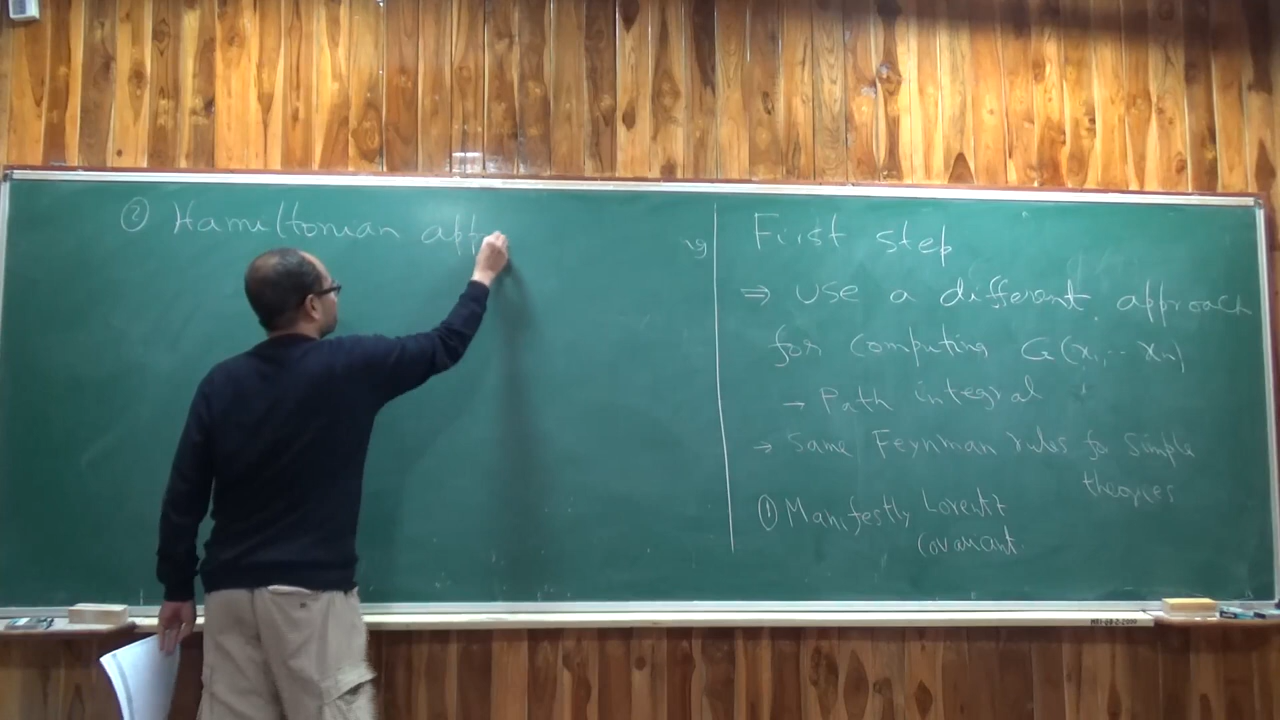 ② Hamiltonian app
19
First step
⇒ Use a different approach
for computing G(x₁, ·· xₙ)
→ Path integral
→ Same Feynman rules for simple
theories
① Manifestly Lorentz
covariant.